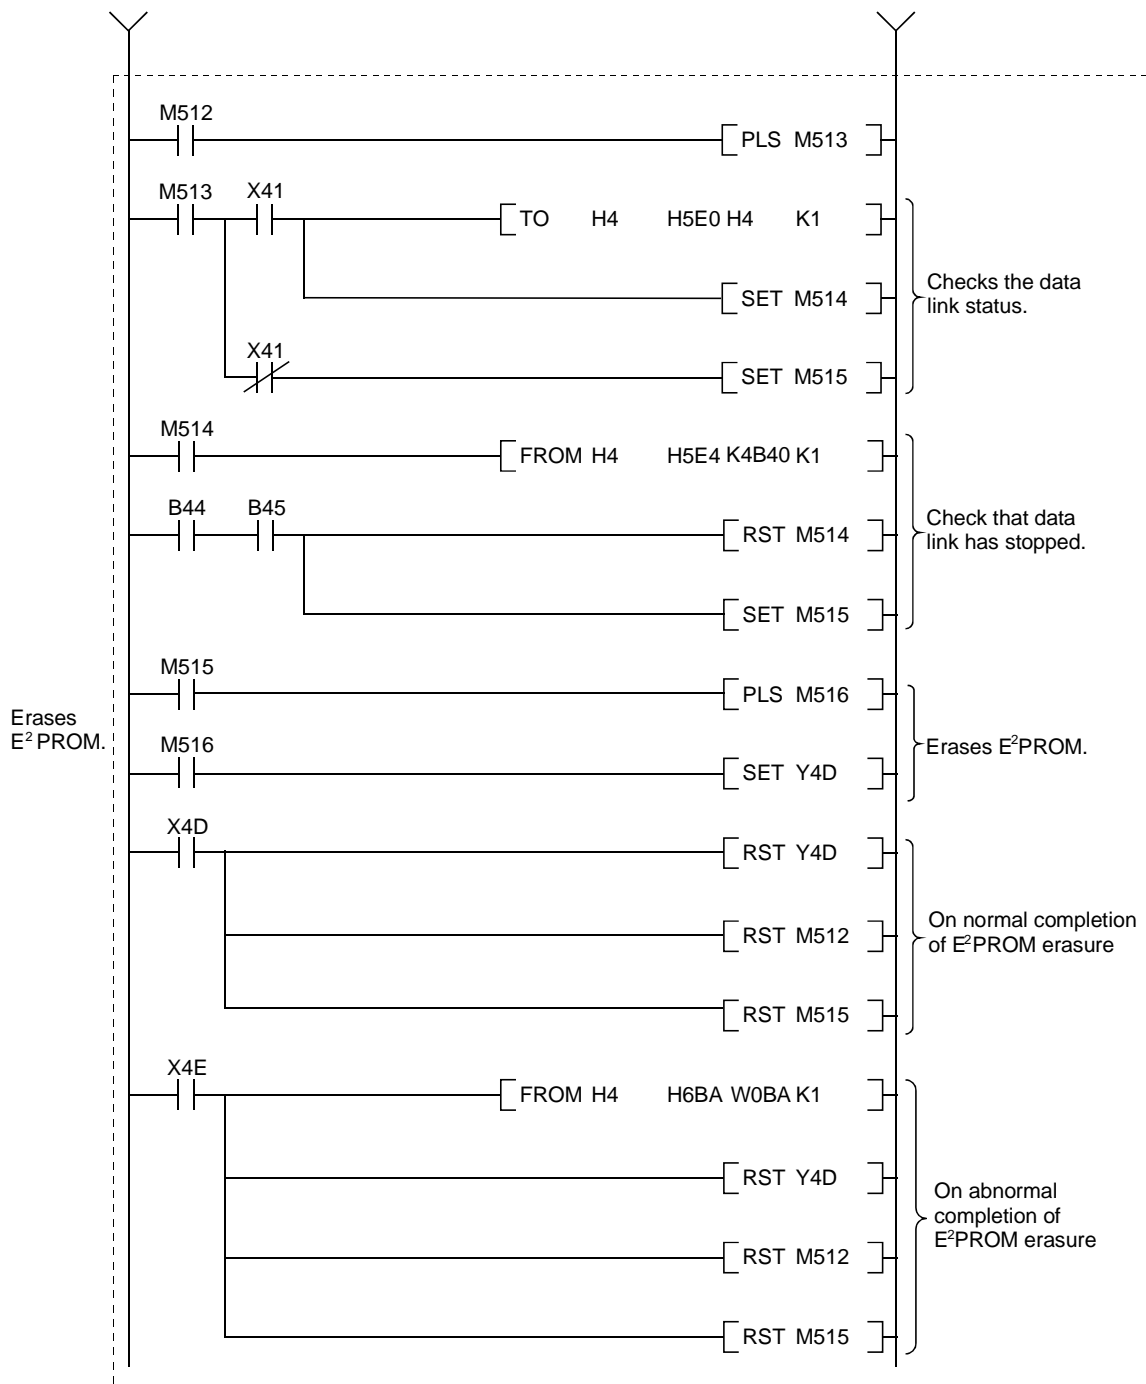 M512
PLS M513
M513 X41
TO H4 H5E0 H4 K1
SET M514
Checks the data
link status.
X41
SET M515
M514
FROM H4 H5E4 K4B40 K1
B44 B45
RST M514
Check that data
link has stopped.
SET M515
M515
PLS M516
Erases
E² PROM.
M516
SET Y4D
Erases E²PROM.
X4D
RST Y4D
RST M512
On normal completion
of E²PROM erasure
RST M515
X4E
FROM H4 H6BA W0BA K1
RST Y4D
On abnormal
completion of
E²PROM erasure
RST M512
RST M515